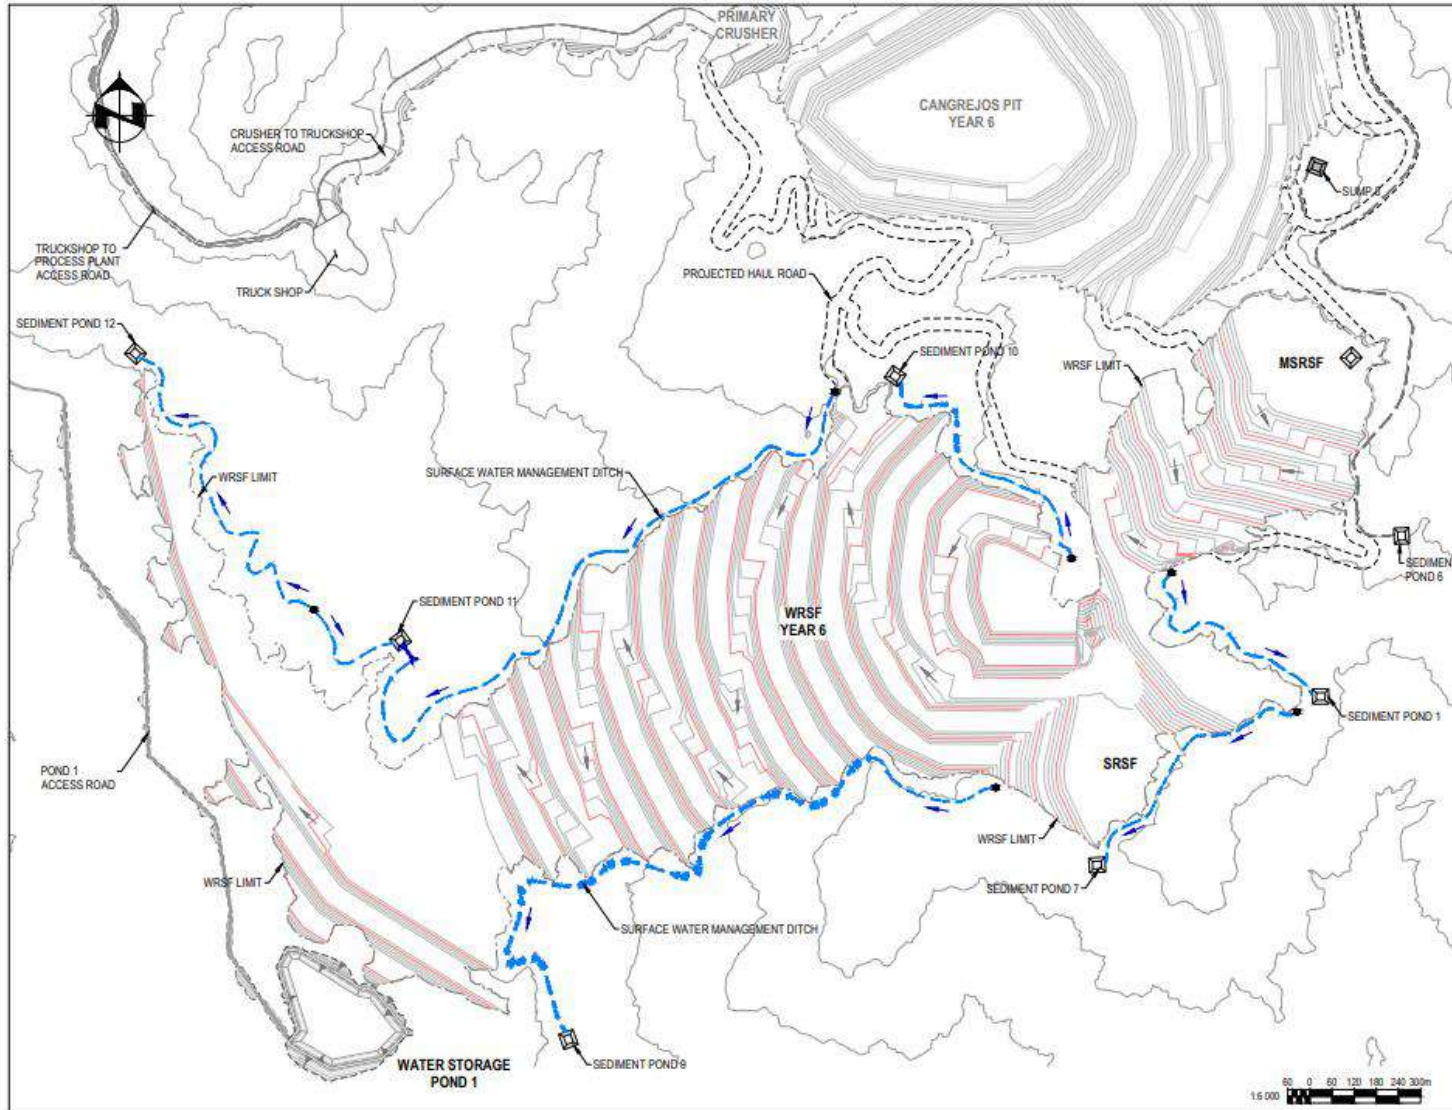 PRIMARY
CRUSHER
CANGREJOS PIT
YEAR 6
N
CRUSHER TO TRUCKSHOP
ACCESS ROAD
TRUCKSHOP TO
PROCESS PLANT
ACCESS ROAD
TRUCK SHOP
PROJECTED HAUL ROAD
SEDIMENT POND 12
SEDIMENT POND 10
WRSF LIMIT
MSRSF
WRSF LIMIT
SURFACE WATER MANAGEMENT DITCH
SEDIMEN
POND 6
SEDIMENT POND 11
WRSF
YEAR 6
SEDIMENT POND 1
POND 1
ACCESS ROAD
SRSF
WRSF LIMIT
WRSF LIMIT
SEDIMENT POND 7
SURFACE WATER MANAGEMENT DITCH
WATER STORAGE
POND 1
SEDIMENT POND 9
60 0 60 120 180 240 300m
1:6 000